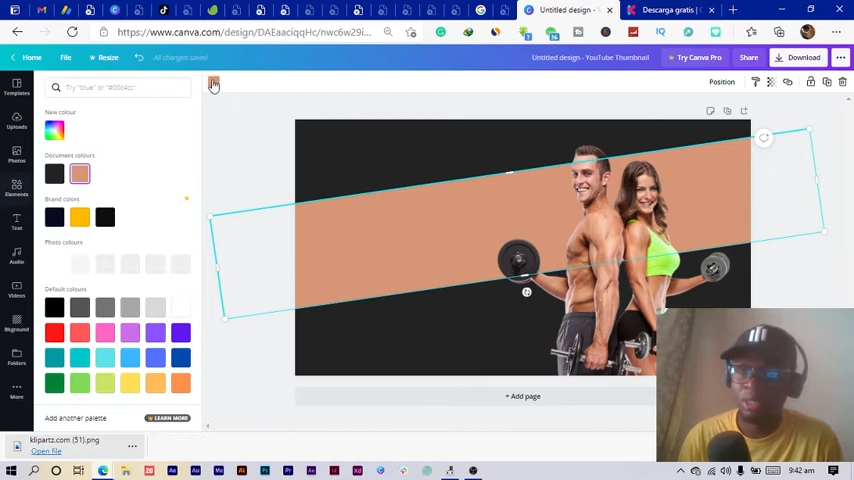 Untitled design -
Descarga gratis |
https://www.canva.com/design/DAEaaciqqHc/nwc6w29i...
Home
File
Resize
All changes saved
Untitled design - YouTube Thumbnail
Try Canva Pro
Share
Download
Templates
Uploads
Photos
Elements
Text
Audio
Videos
Bkground
Folders
More
Try "blue" or "#00c4cc"
New colour
Document colours
Brand colours
Photo colours
Default colours
Add another palette
LEARN MORE
Position
+ Add page
klipartz.com (51).png
Open file
9:42 am